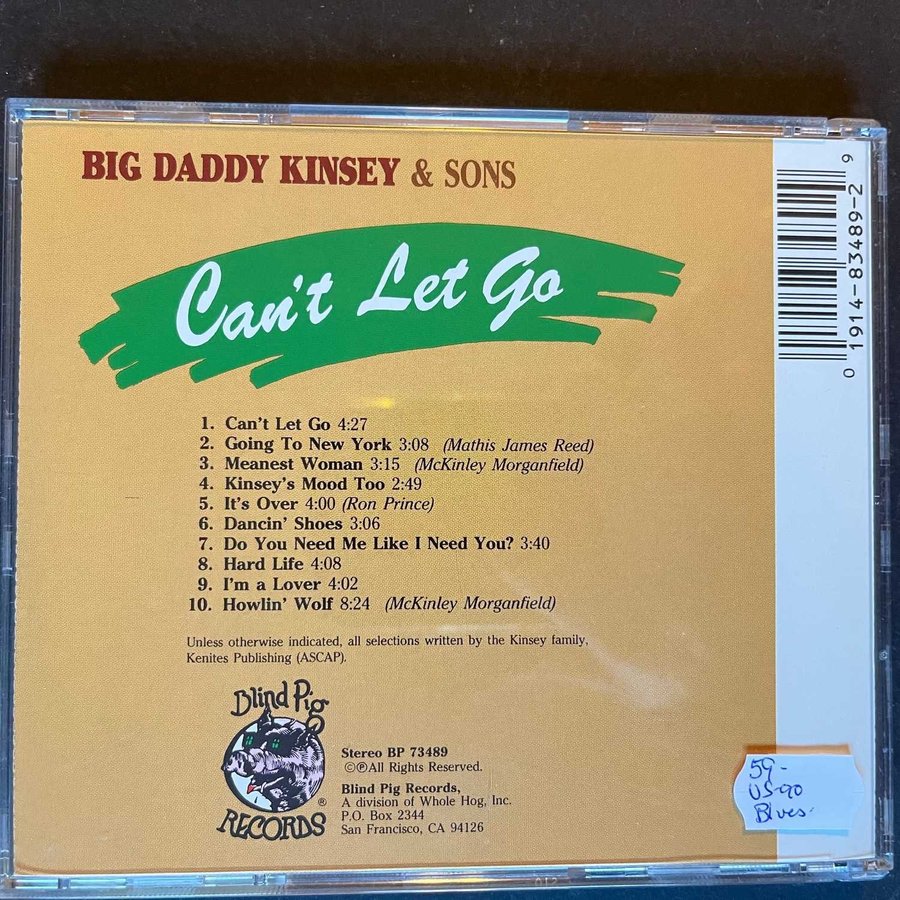 BIG DADDY KINSEY & SONS
Can't Let Go
1. Can't Let Go 4:27
2. Going To New York 3:08 (Mathis James Reed)
3. Meanest Woman 3:15 (McKinley Morganfield)
4. Kinsey's Mood Too 2:49
5. It's Over 4:00 (Ron Prince)
6. Dancin' Shoes 3:06
7. Do You Need Me Like I Need You? 3:40
8. Hard Life 4:08
9. I'm a Lover 4:02
10. Howlin' Wolf 8:24 (McKinley Morganfield)
Unless otherwise indicated, all selections written by the Kinsey family,
Kenites Publishing (ASCAP).
Blind Pig
RECORDS®
Stereo BP 73489
©℗All Rights Reserved.
Blind Pig Records,
A division of Whole Hog, Inc.
P.O. Box 2344
San Francisco, CA 94126
0 1914-83489-2 9
59-
US-90
Blues.